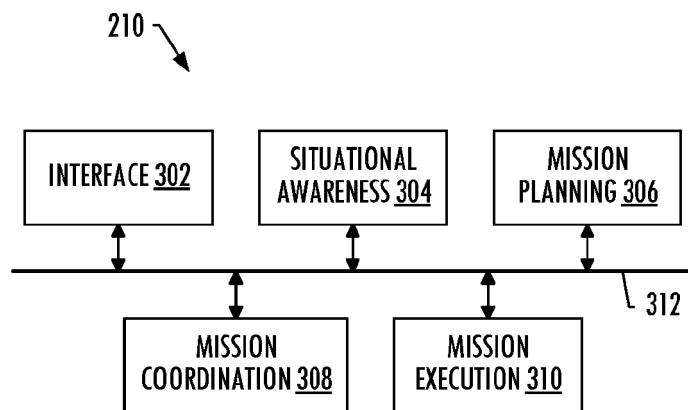 210
INTERFACE 302
SITUATIONAL
AWARENESS 304
MISSION
PLANNING 306
312
MISSION
COORDINATION 308
MISSION
EXECUTION 310